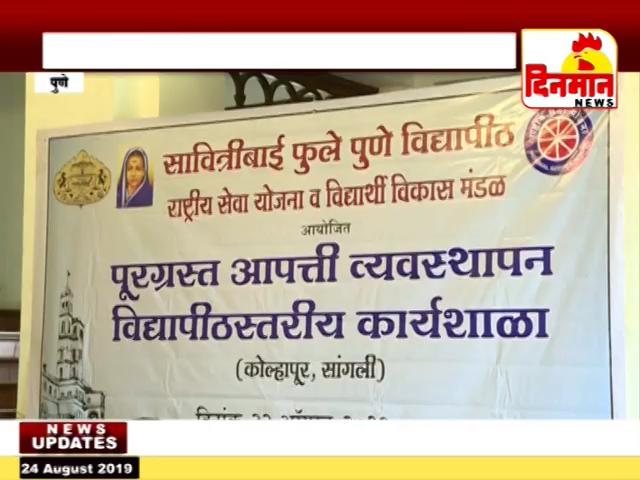 पुणे
दिनमान
NEWS
सावित्रीबाई फुले पुणे विद्यापीठ
राष्ट्रीय सेवा योजना व विद्यार्थी विकास मंडळ
आयोजित
पूरग्रस्त आपत्ती व्यवस्थापन
विद्यापीठस्तरीय कार्यशाळा
(कोल्हापूर, सांगली)
NEWS
UPDATES
24 August 2019